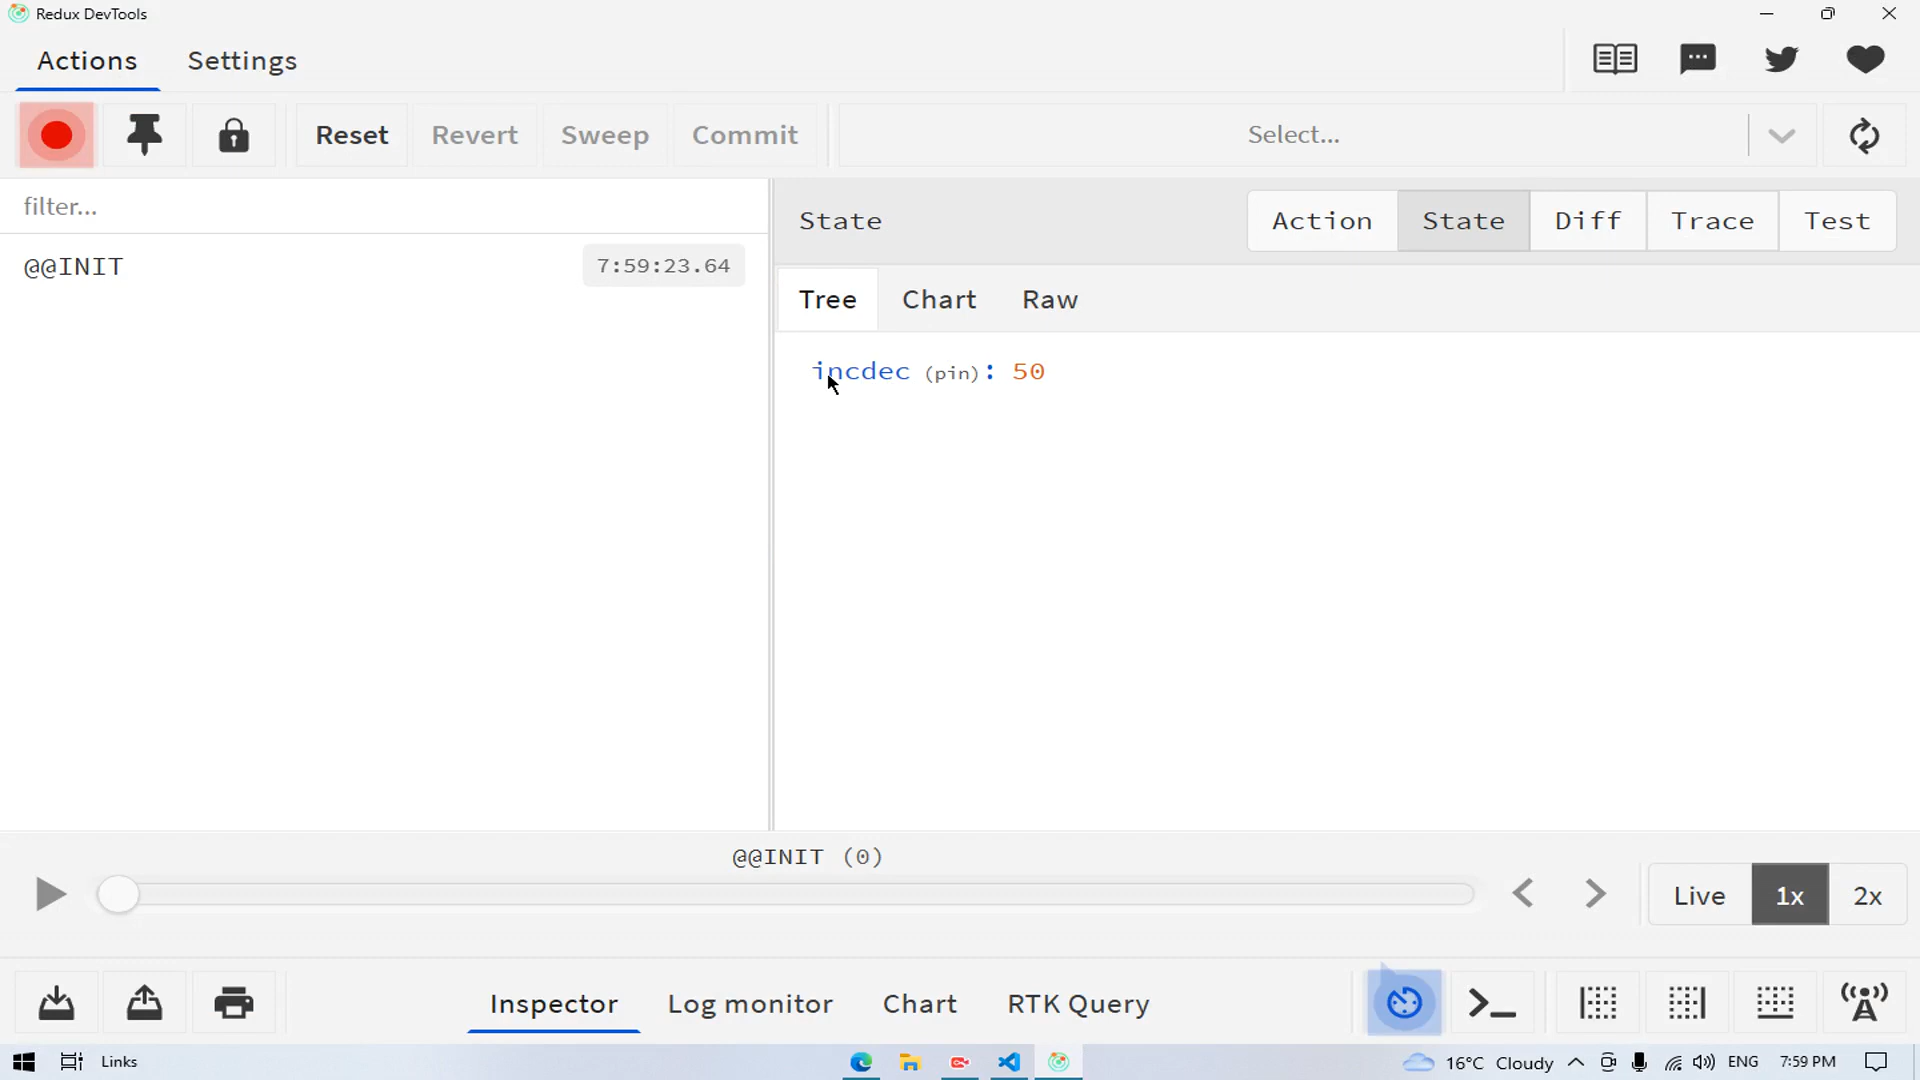 Redux DevTools
Actions Settings
Reset Revert Sweep Commit Select...
filter...
@@INIT 7:59:23.64
State Action State Diff Trace Test
Tree Chart Raw
incdec (pin): 50
@@INIT (0)
Live 1x 2x
Inspector Log monitor Chart RTK Query
Links 16°C Cloudy ENG 7:59 PM